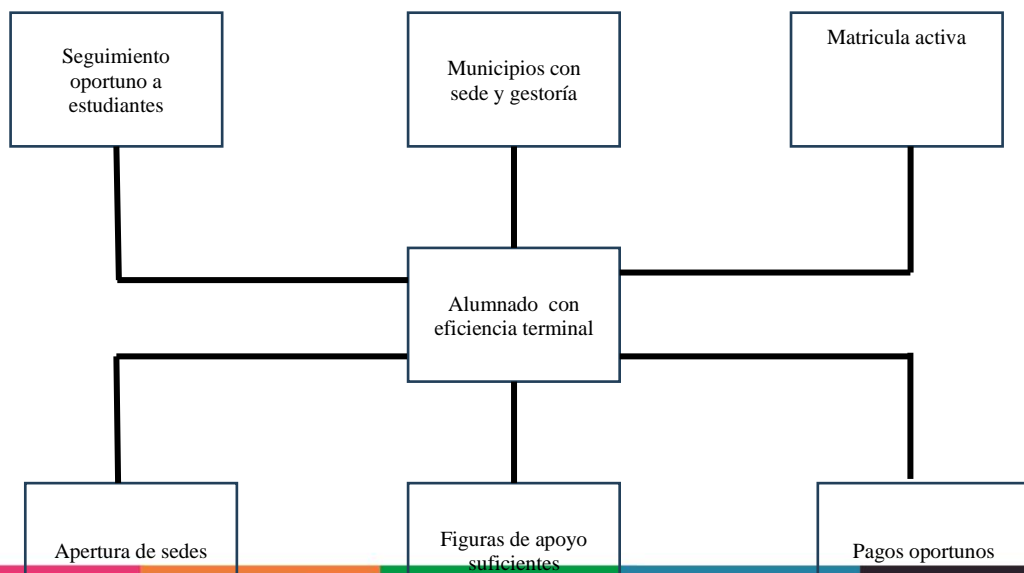 Seguimiento
oportuno a
estudiantes
Municipios con
sede y gestoría
Matricula activa
Alumnado con
eficiencia terminal
Apertura de sedes
Figuras de apoyo
suficientes
Pagos oportunos